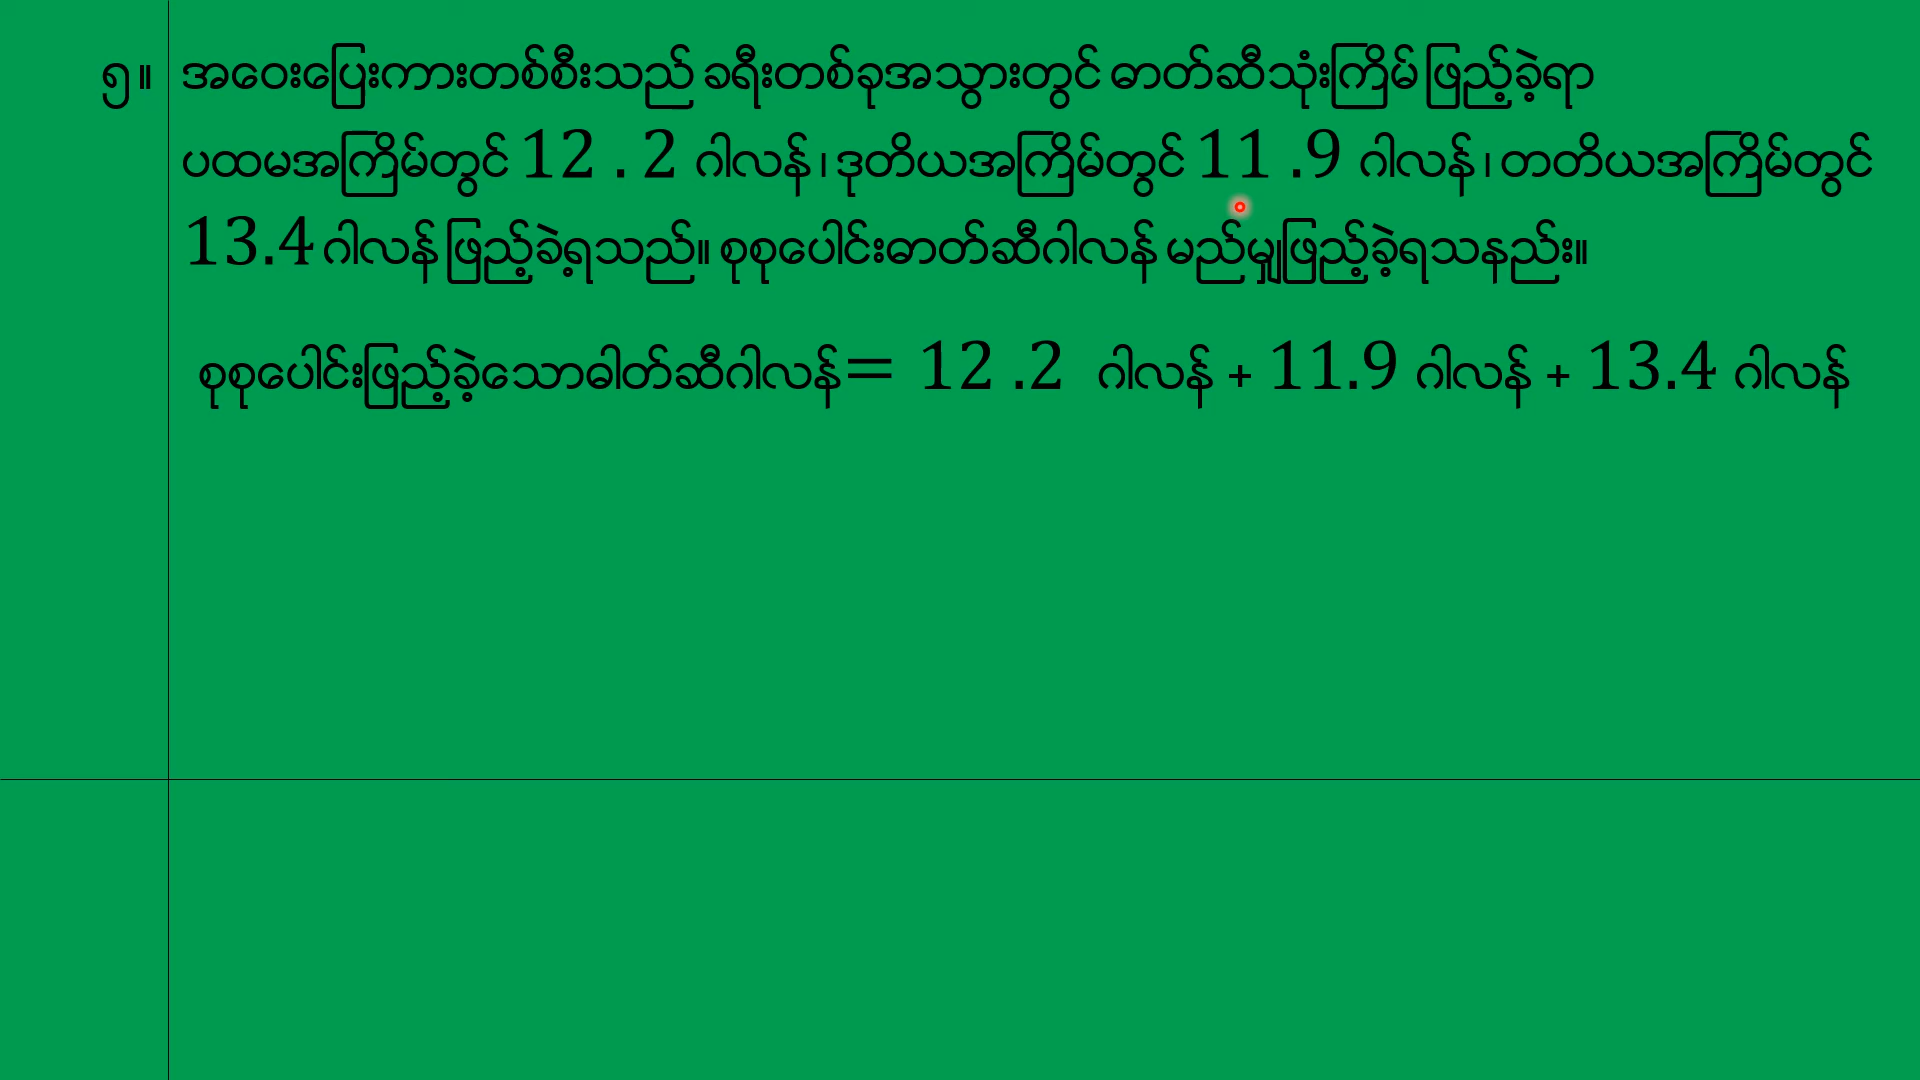 ၅။ အဝေးပြေးကားတစ်စီးသည် ခရီးတစ်ခုအသွားတွင် ဓာတ်ဆီသုံးကြိမ် ဖြည့်ခဲ့ရာ
ပထမအကြိမ်တွင် 12 . 2 ဂါလန် ၊ ဒုတိယအကြိမ်တွင် 11 .9 ဂါလန် ၊ တတိယအကြိမ်တွင်
13.4 ဂါလန် ဖြည့်ခဲ့ရသည်။ စုစုပေါင်းဓာတ်ဆီဂါလန် မည်မျှဖြည့်ခဲ့ရသနည်း။
စုစုပေါင်းဖြည့်ခဲ့သောဓါတ်ဆီဂါလန်= 12 .2 ဂါလန် + 11.9 ဂါလန် + 13.4 ဂါလန်